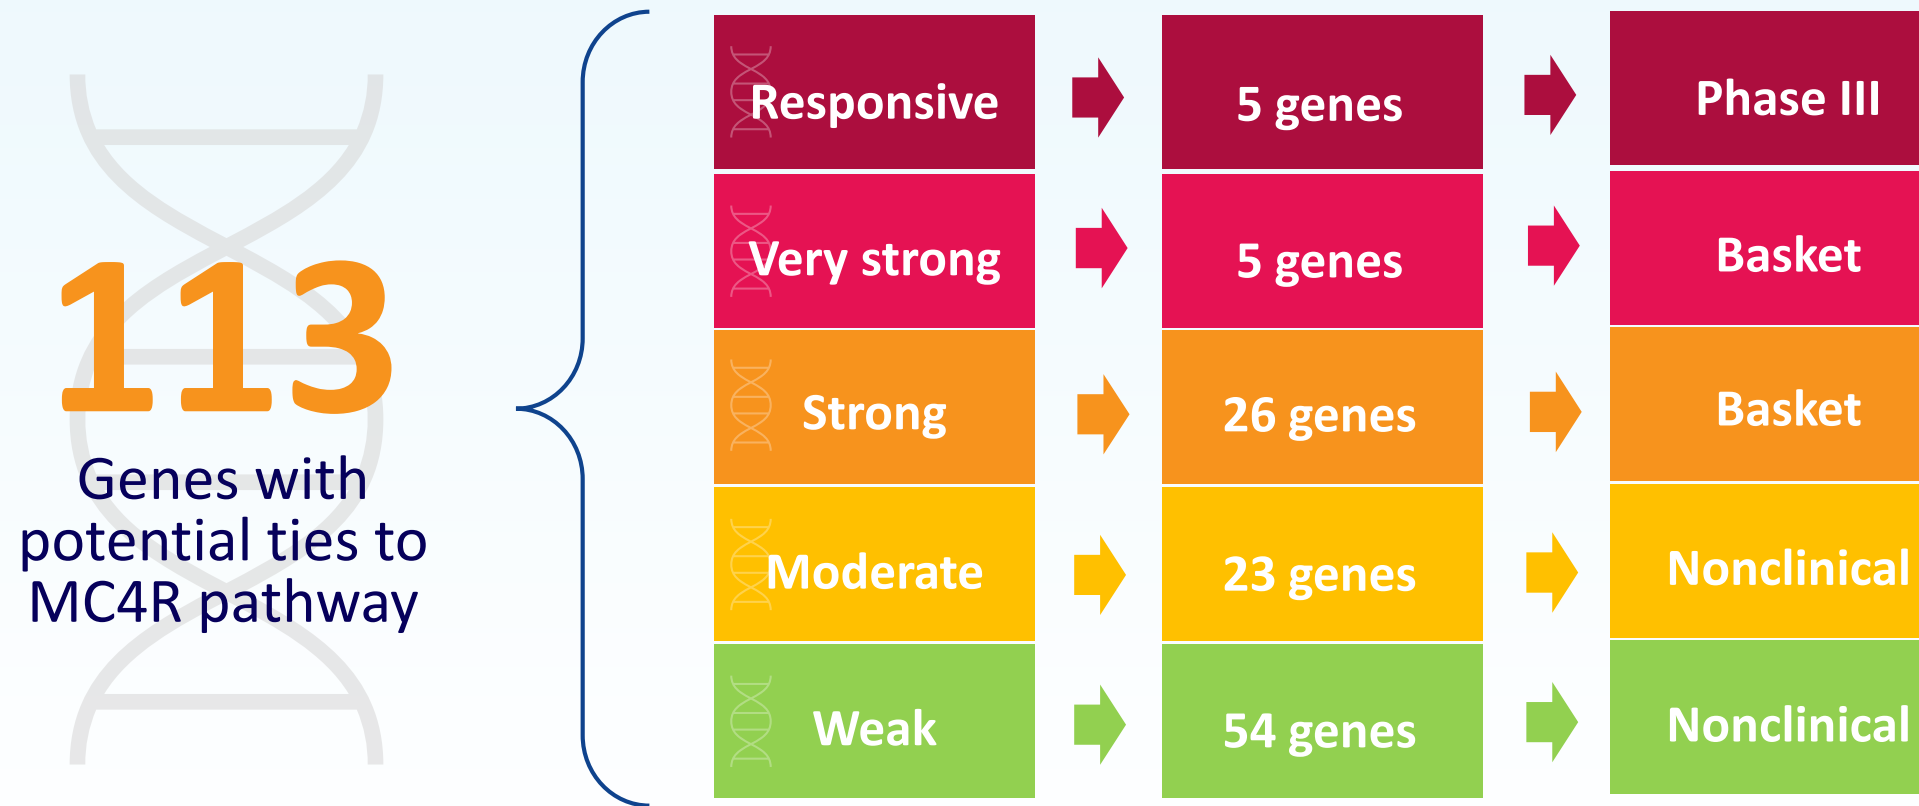 113
Genes with
potential ties to
MC4R pathway
Responsive
5 genes
Phase III
Very strong
5 genes
Basket
Strong
26 genes
Basket
Moderate
23 genes
Nonclinical
Weak
54 genes
Nonclinical